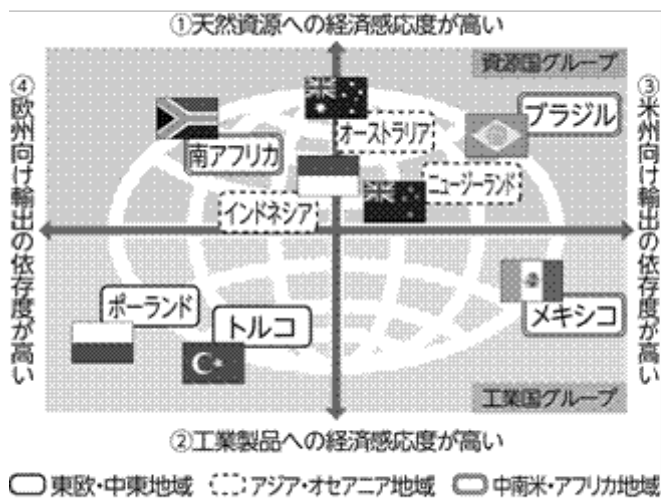 ①天然資源への経済感応度が高い
資源国グループ
④欧州向け輸出の依存度が高い
③米州向け輸出の依存度が高い
南アフリカ
オーストラリア
ブラジル
インドネシア
ニュージーランド
ポーランド
トルコ
メキシコ
工業国グループ
②工業製品への経済感応度が高い
東欧・中東地域 アジア・オセアニア地域 中南米・アフリカ地域